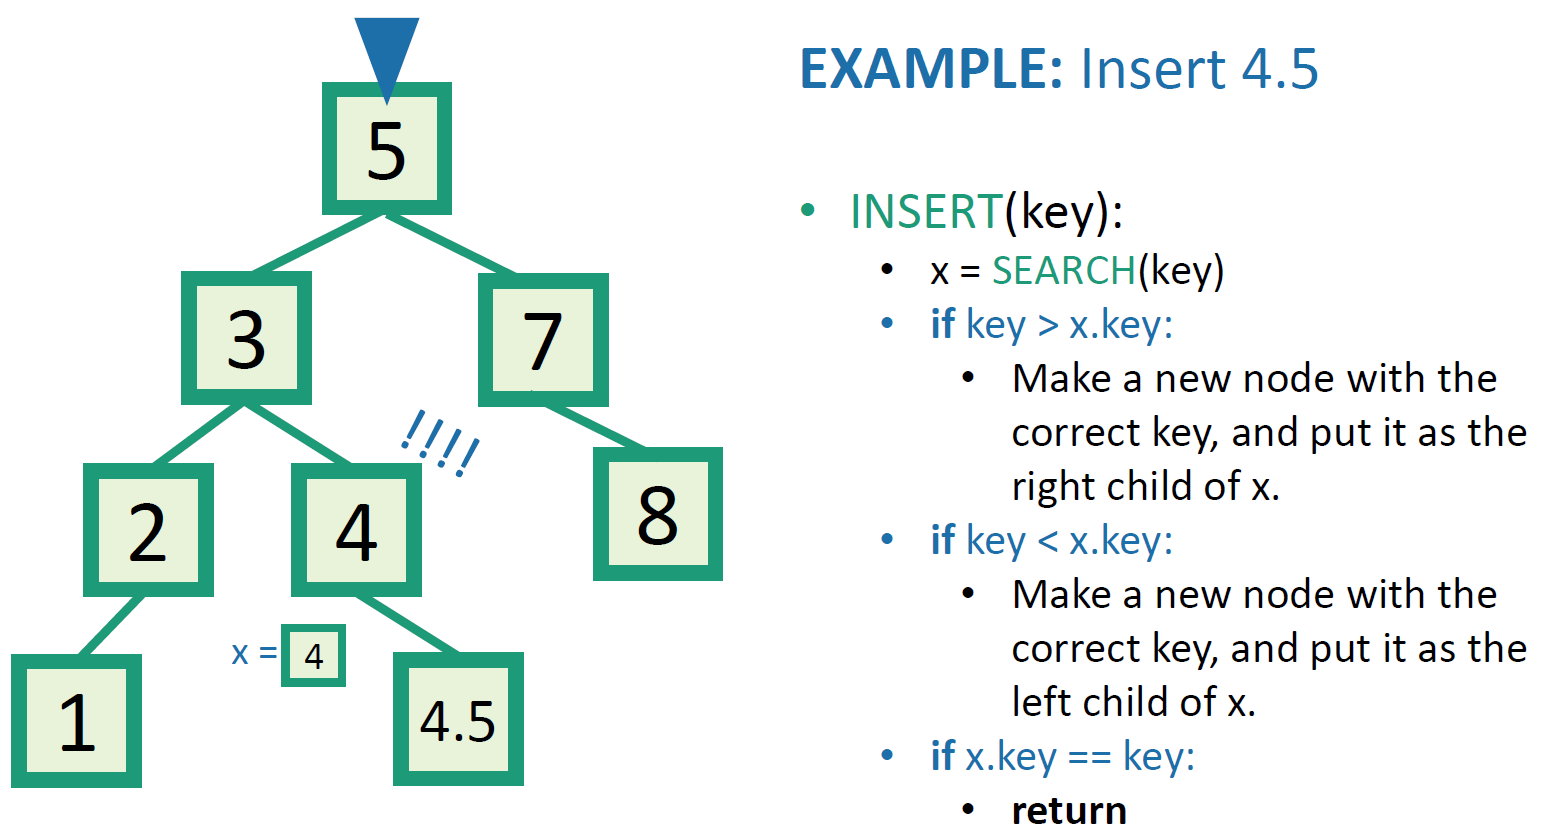 EXAMPLE: Insert 4.5
5
3
7
!!!!
2
4
8
x = 4
1
4.5
• INSERT(key):
• x = SEARCH(key)
• if key > x.key:
• Make a new node with the
correct key, and put it as the
right child of x.
• if key < x.key:
• Make a new node with the
correct key, and put it as the
left child of x.
• if x.key == key:
• return